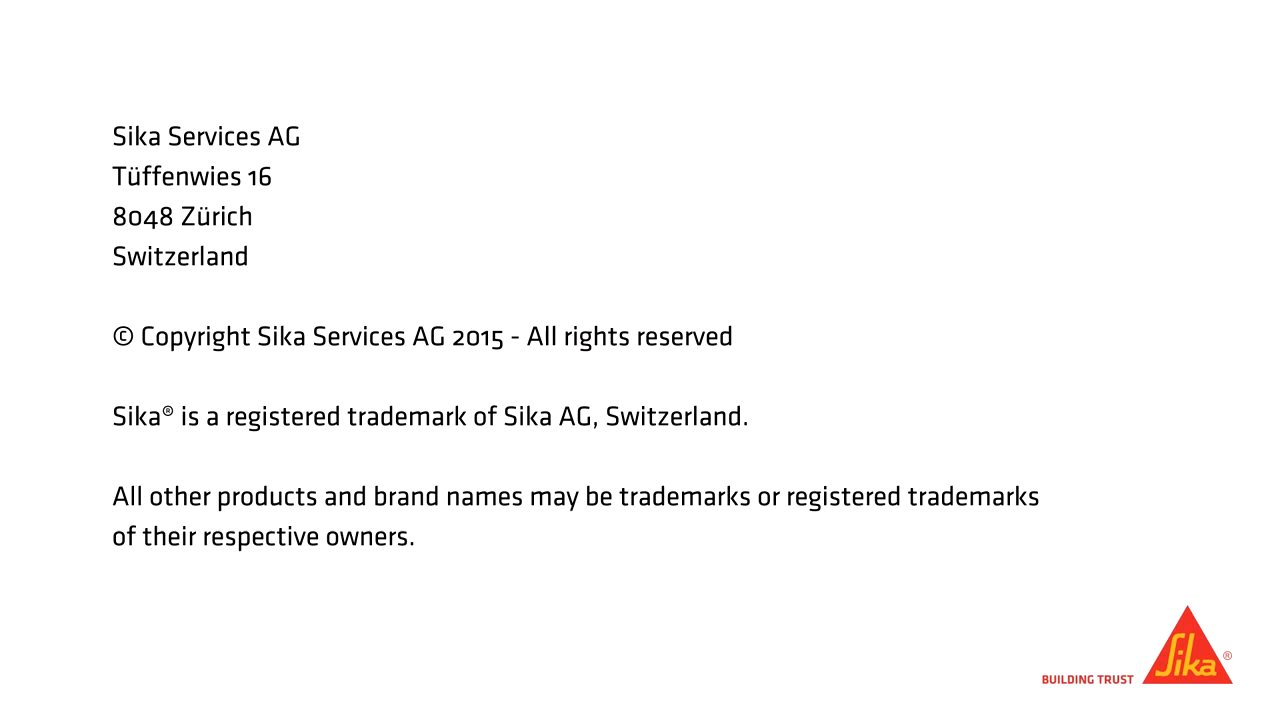 Sika Services AG
Tüffenwies 16
8048 Zürich
Switzerland
© Copyright Sika Services AG 2015 - All rights reserved
Sika® is a registered trademark of Sika AG, Switzerland.
All other products and brand names may be trademarks or registered trademarks
of their respective owners.
BUILDING TRUST
Sika®